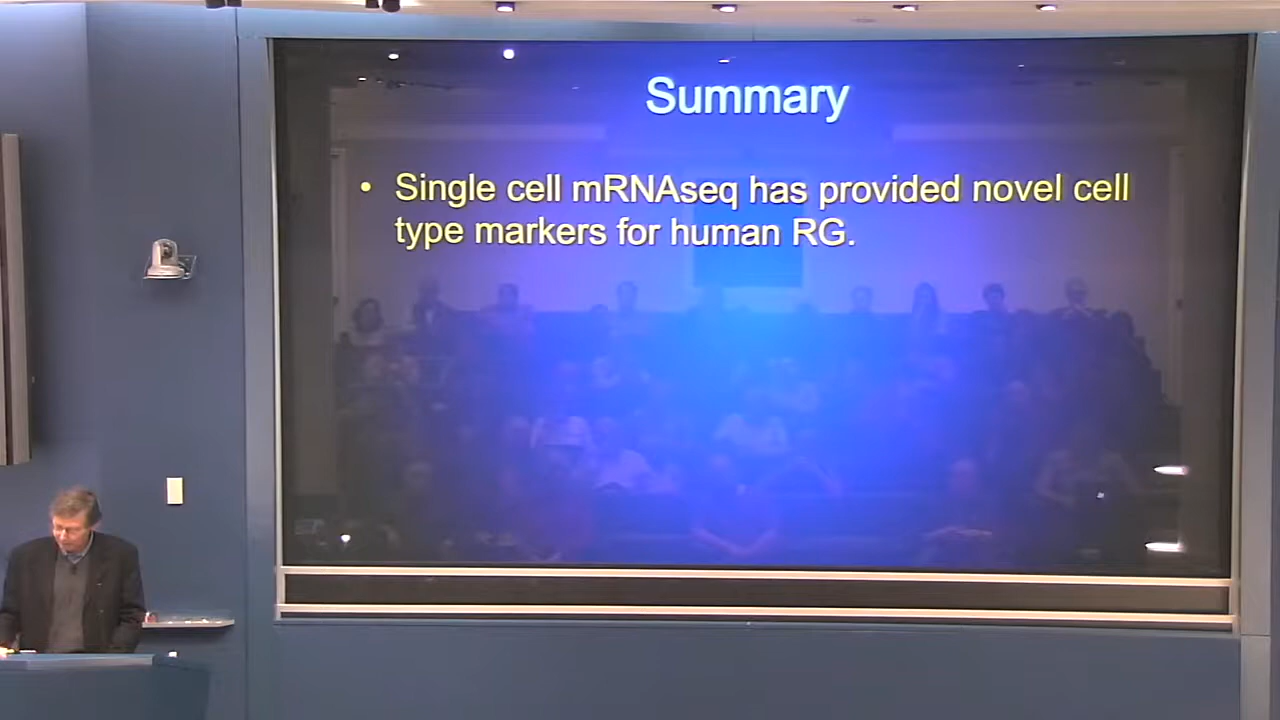 Summary
• Single cell mRNAseq has provided novel cell
type markers for human RG.